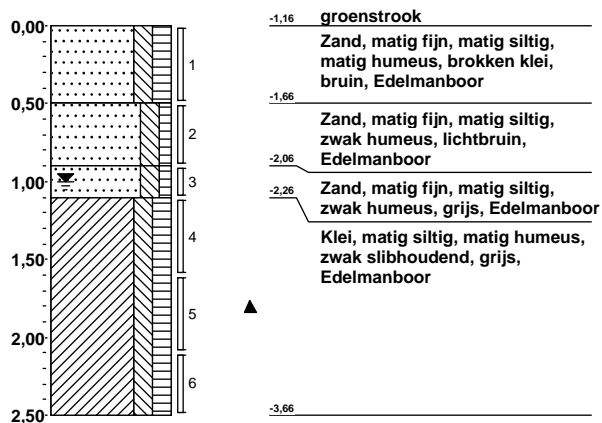 0,00
0,50
1,00
1,50
2,00
2,50
1
2
3
4
5
6
-1,16 groenstrook
Zand, matig fijn, matig siltig,
matig humeus, brokken klei,
bruin, Edelmanboor
-1,66
Zand, matig fijn, matig siltig,
zwak humeus, lichtbruin,
Edelmanboor
-2,06
Zand, matig fijn, matig siltig,
zwak humeus, grijs, Edelmanboor
-2,26
Klei, matig siltig, matig humeus,
zwak slibhoudend, grijs,
Edelmanboor
-3,66